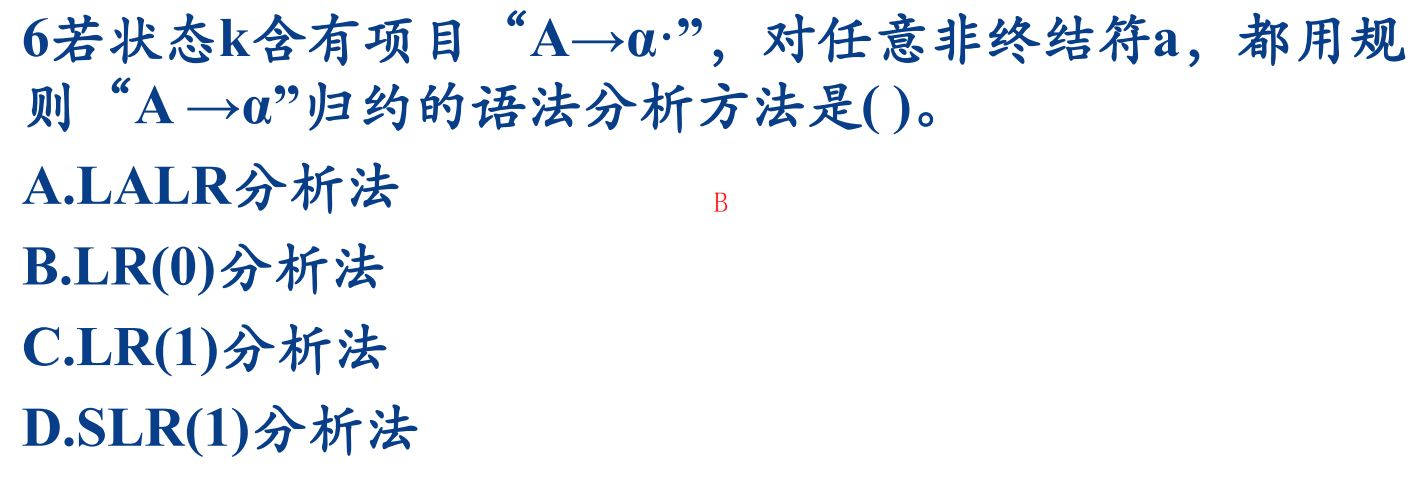 6若状态k含有项目“A→α·”，对任意非终结符a，都用规
则“A →α”归约的语法分析方法是( )。
A.LALR分析法
B
B.LR(0)分析法
C.LR(1)分析法
D.SLR(1)分析法